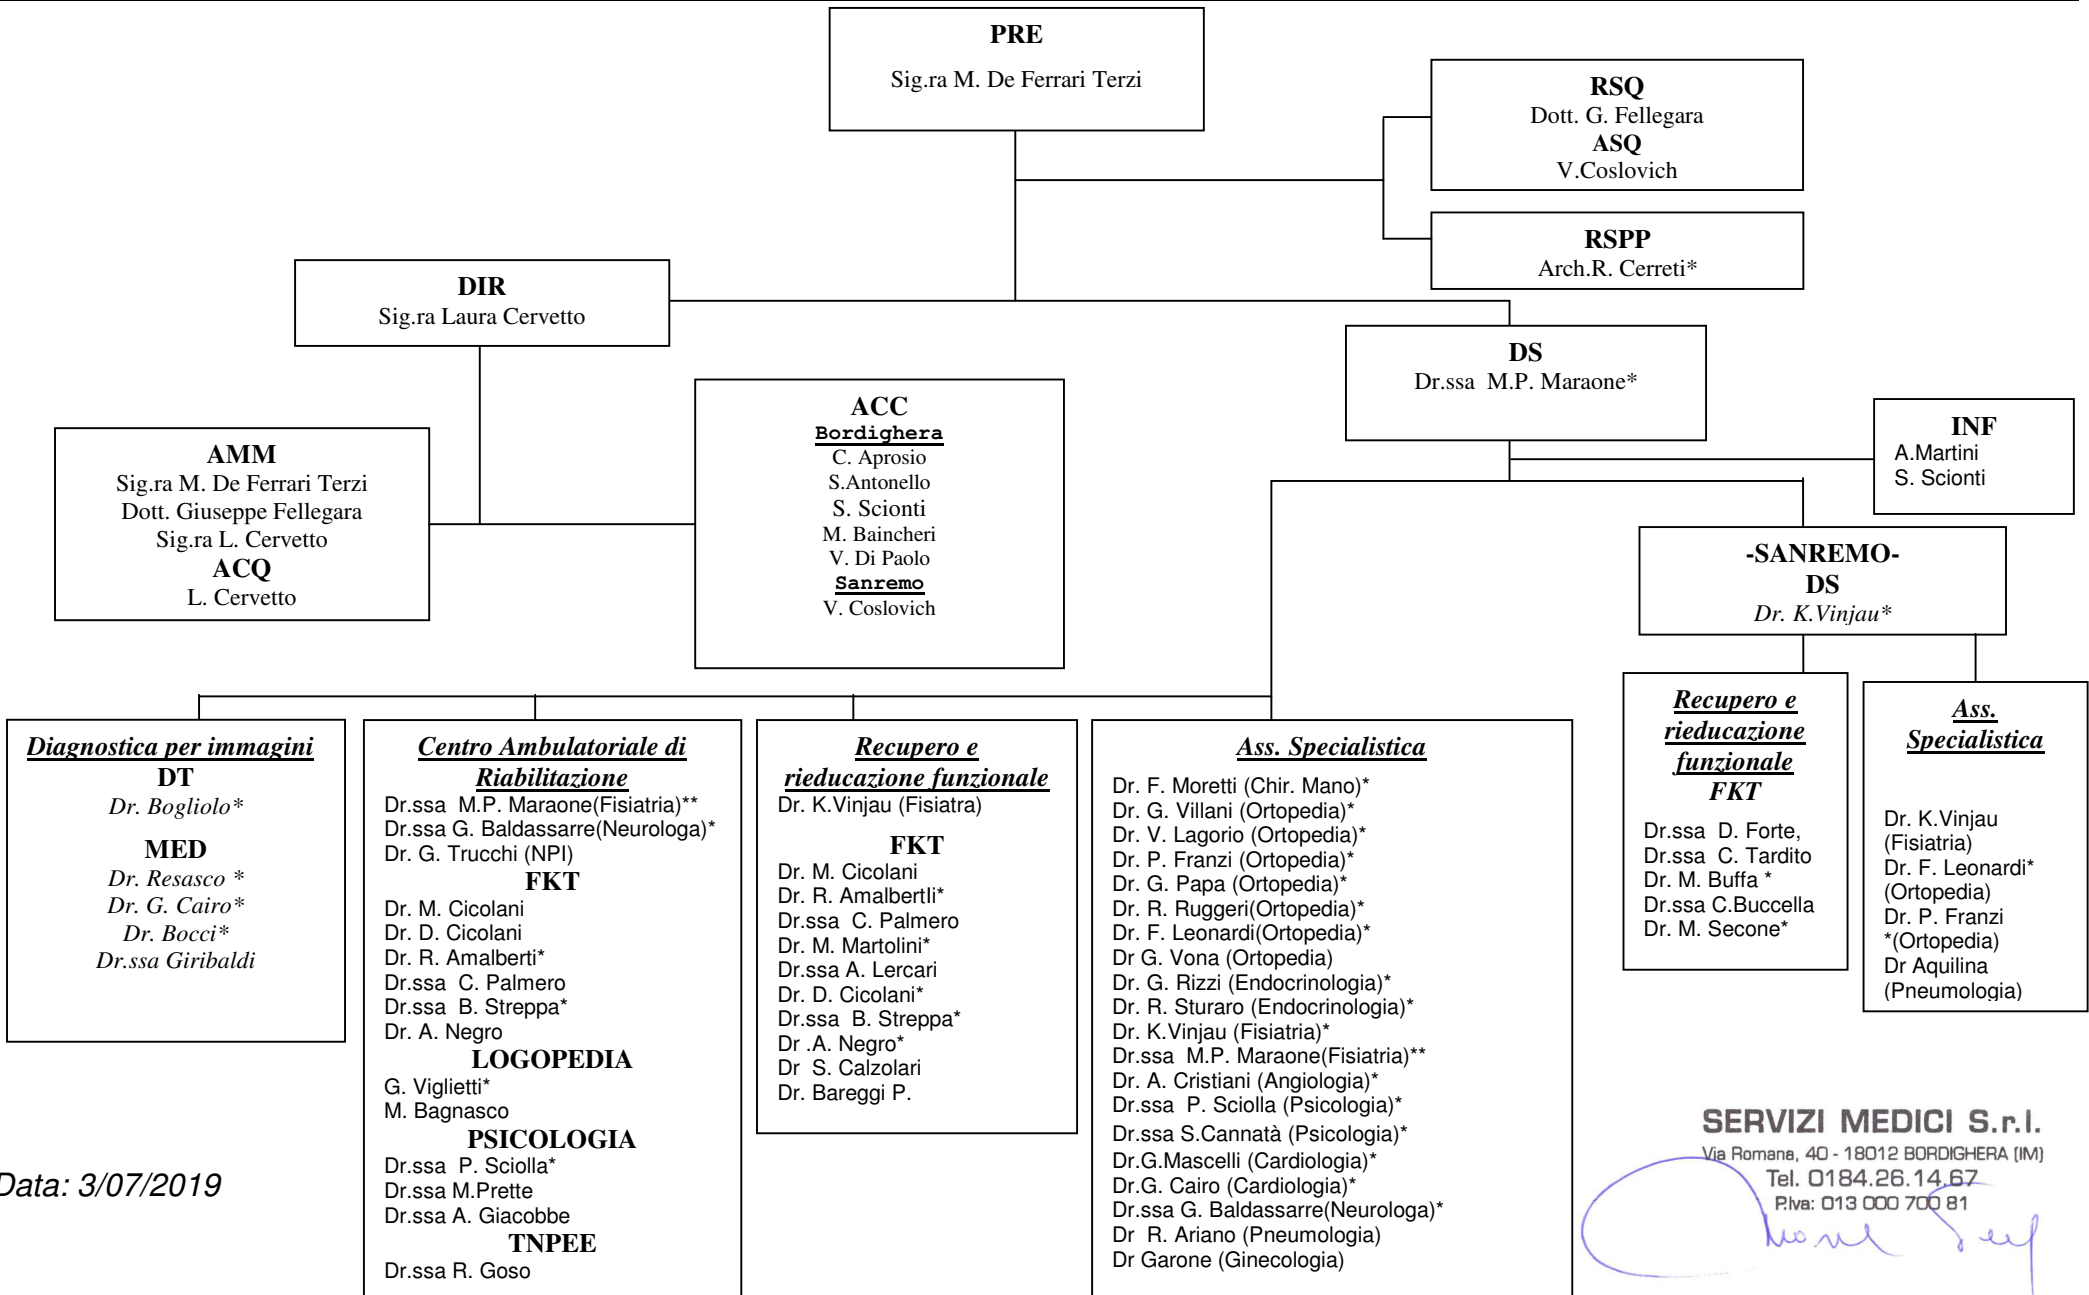 PRE
Sig.ra M. De Ferrari Terzi
RSQ
Dott. G. Fellegara
ASQ
V.Coslovich
RSPP
Arch.R. Cerreti*
DIR
Sig.ra Laura Cervetto
DS
Dr.ssa M.P. Maraone*
ACC
Bordighera
C. Aprosio
S.Antonello
S. Scionti
M. Baincheri
V. Di Paolo
Sanremo
V. Coslovich
AMM
Sig.ra M. De Ferrari Terzi
Dott. Giuseppe Fellegara
Sig.ra L. Cervetto
ACQ
L. Cervetto
INF
A.Martini
S. Scionti
-SANREMO-
DS
Dr. K.Vinjau*
Diagnostica per immagini
DT
Dr. Bogliolo*
MED
Dr. Resasco *
Dr. G. Cairo*
Dr. Bocci*
Dr.ssa Giribaldi
Centro Ambulatoriale di
Riabilitazione
Dr.ssa M.P. Maraone(Fisiatria)**
Dr.ssa G. Baldassarre(Neurologa)*
Dr. G. Trucchi (NPI)
FKT
Dr. M. Cicolani
Dr. D. Cicolani
Dr. R. Amalberti*
Dr.ssa C. Palmero
Dr.ssa B. Streppa*
Dr. A. Negro
LOGOPEDIA
G. Viglietti*
M. Bagnasco
PSICOLOGIA
Dr.ssa P. Sciolla*
Dr.ssa M.Prette
Dr.ssa A. Giacobbe
TNPEE
Dr.ssa R. Goso
Recupero e
rieducazione funzionale
Dr. K.Vinjau (Fisiatra)
FKT
Dr. M. Cicolani
Dr. R. Amalbertli*
Dr.ssa C. Palmero
Dr. M. Martolini*
Dr.ssa A. Lercari
Dr. D. Cicolani*
Dr.ssa B. Streppa*
Dr .A. Negro*
Dr S. Calzolari
Dr. Bareggi P.
Ass. Specialistica
Dr. F. Moretti (Chir. Mano)*
Dr. G. Villani (Ortopedia)*
Dr. V. Lagorio (Ortopedia)*
Dr. P. Franzi (Ortopedia)*
Dr. G. Papa (Ortopedia)*
Dr. R. Ruggeri(Ortopedia)*
Dr. F. Leonardi(Ortopedia)*
Dr G. Vona (Ortopedia)
Dr. G. Rizzi (Endocrinologia)*
Dr. R. Sturaro (Endocrinologia)*
Dr. K.Vinjau (Fisiatria)*
Dr.ssa M.P. Maraone(Fisiatria)**
Dr. A. Cristiani (Angiologia)*
Dr.ssa P. Sciolla (Psicologia)*
Dr.ssa S.Cannatà (Psicologia)*
Dr.G.Mascelli (Cardiologia)*
Dr.G. Cairo (Cardiologia)*
Dr.ssa G. Baldassarre(Neurologa)*
Dr R. Ariano (Pneumologia)
Dr Garone (Ginecologia)
Recupero e
rieducazione
funzionale
FKT
Dr.ssa D. Forte,
Dr.ssa C. Tardito
Dr. M. Buffa *
Dr.ssa C.Buccella
Dr. M. Secone*
Ass.
Specialistica
Dr. K.Vinjau
(Fisiatria)
Dr. F. Leonardi*
(Ortopedia)
Dr. P. Franzi
*(Ortopedia)
Dr Aquilina
(Pneumologia)
Data: 3/07/2019
SERVIZI MEDICI S.r.l.
Via Romana, 40 - 18012 BORDIGHERA (IM)
Tel. 0184.26.14.67
P.Iva: 013 000 700 81